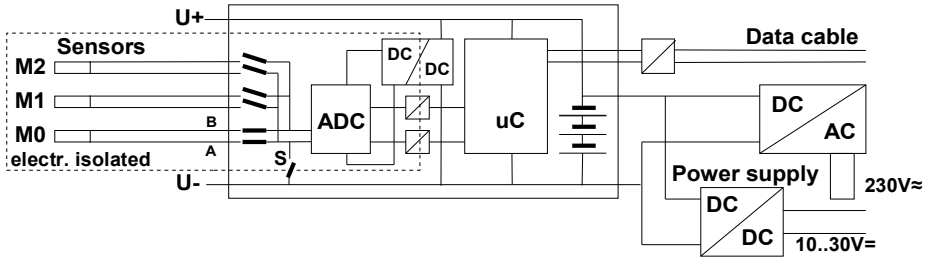 U+
Sensors
M2
M1
M0
B
A
electr. isolated
S
U-
DC
DC
ADC
uC
Data cable
DC
AC
Power supply
230V≈
DC
DC
10..30V=